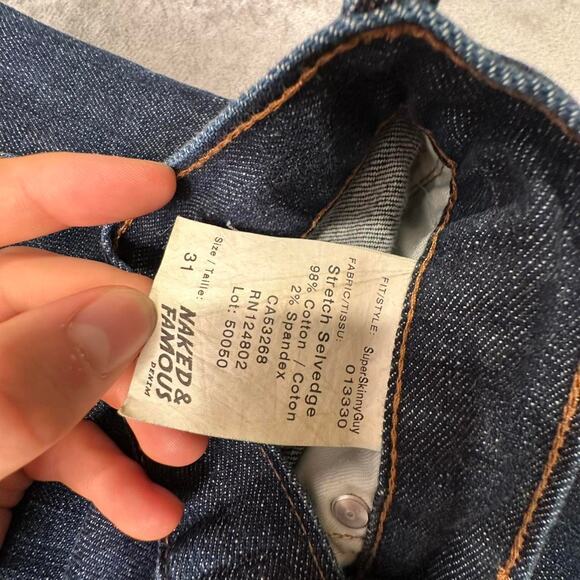 FIT/STYLE: SuperSkinnyGuy
FABRIC/TISSU: 013330
Stretch Selvedge
98% Cotton / Coton
2% Spandex
CA53268
RN124802
Lot: 50050
Size / Taille:
31
NAKED &
FAMOUS
DENIM